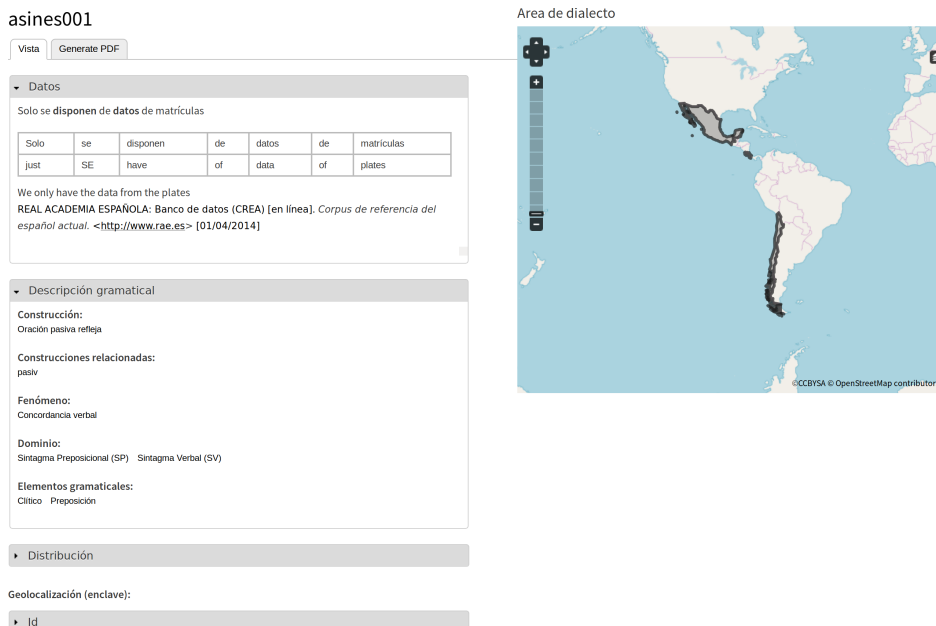 asines001
Vista
Generate PDF
Datos
Solo se disponen de datos de matrículas
Solo se disponen de datos de matrículas
just SE have of data of plates
We only have the data from the plates
REAL ACADEMIA ESPAÑOLA: Banco de datos (CREA) [en línea]. Corpus de referencia del
español actual. <http://www.rae.es> [01/04/2014]
Descripción gramatical
Construcción:
Oración pasiva refleja
Construcciones relacionadas:
pasiv
Fenómeno:
Concordancia verbal
Dominio:
Sintagma Preposicional (SP) Sintagma Verbal (SV)
Elementos gramaticales:
Clítico Preposición
Distribución
Geolocalización (enclave):
Id
Area de dialecto
+
−
©CCBYSA © OpenStreetMap contributor